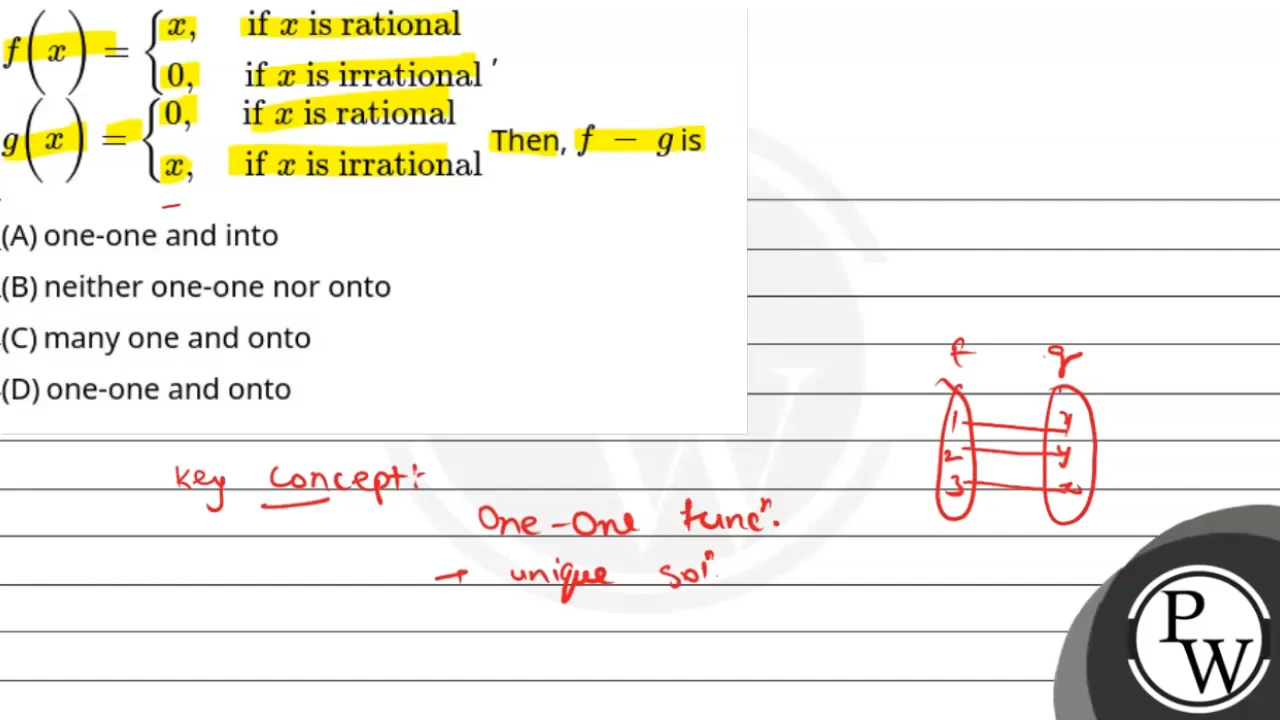 f(x) = { x, if x is rational
0, if x is irrational ,
g(x) = { 0, if x is rational
x, if x is irrational Then, f − g is
(A) one-one and into
(B) neither one-one nor onto
(C) many one and onto
(D) one-one and onto
f g
1
2 y
3
Key Concept:
One-One funcⁿ.
→ unique solⁿ.
PW